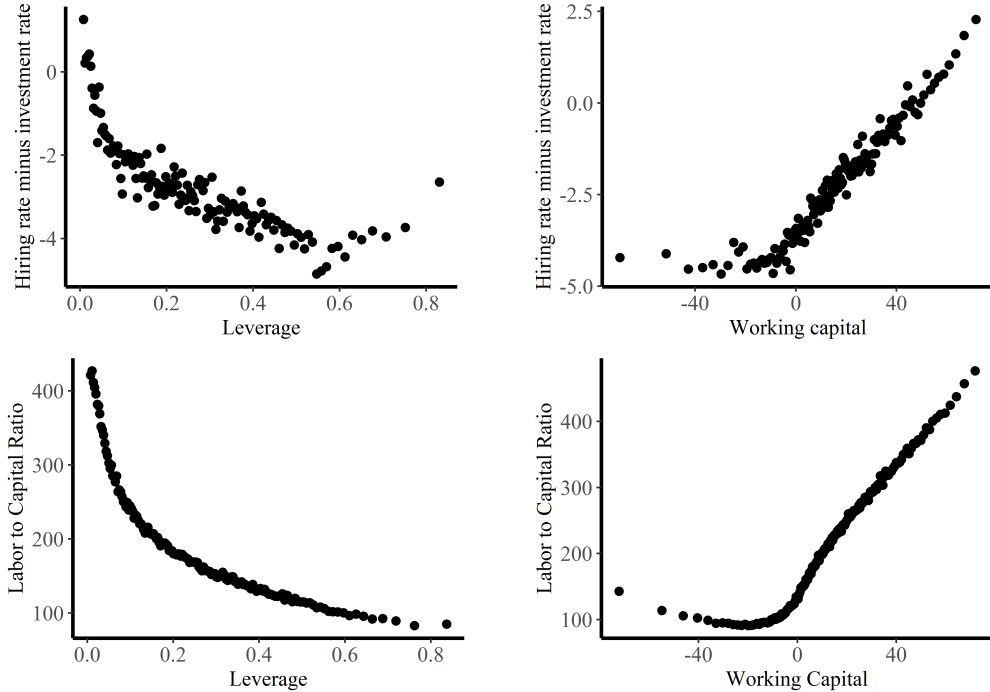 Hiring rate minus investment rate
0
-2
-4
0.0 0.2 0.4 0.6 0.8
Leverage
Hiring rate minus investment rate
2.5
0.0
-2.5
-5.0
-40 0 40
Working capital
Labor to Capital Ratio
400
300
200
100
0.0 0.2 0.4 0.6 0.8
Leverage
Labor to Capital Ratio
400
300
200
100
-40 0 40
Working Capital